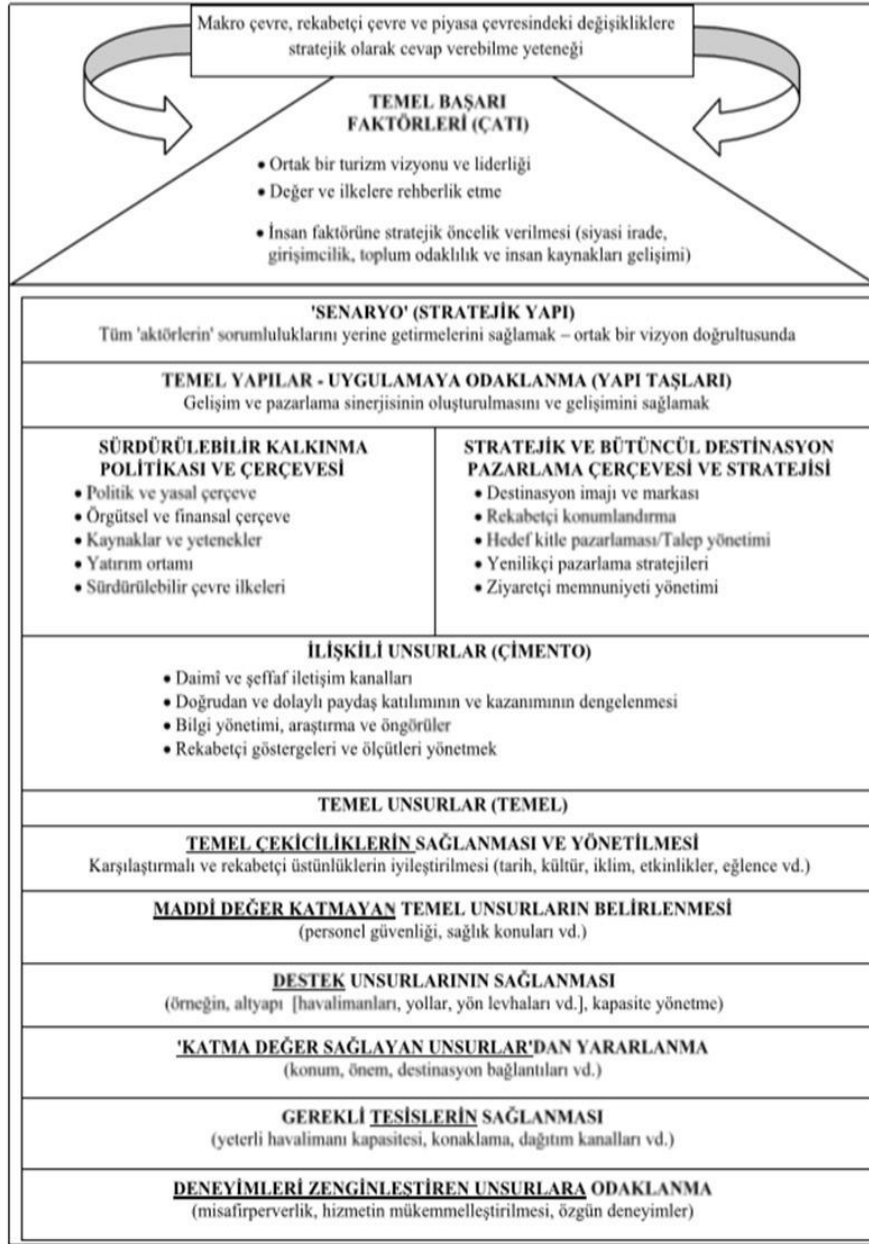 Makro çevre, rekabetçi çevre ve piyasa çevresindeki değişikliklere
stratejik olarak cevap verebilme yeteneği
TEMEL BAŞARI
FAKTÖRLERİ (ÇATI)
• Ortak bir turizm vizyonu ve liderliği
• Değer ve ilkelere rehberlik etme
• İnsan faktörüne stratejik öncelik verilmesi (siyasi irade,
girişimcilik, toplum odaklılık ve insan kaynakları gelişimi)
'SENARYO' (STRATEJİK YAPI)
Tüm 'aktörlerin' sorumluluklarını yerine getirmelerini sağlamak – ortak bir vizyon doğrultusunda
TEMEL YAPILAR - UYGULAMAYA ODAKLANMA (YAPI TAŞLARI)
Gelişim ve pazarlama sinerjisinin oluşturulmasını ve gelişimini sağlamak
SÜRDÜRÜLEBİLİR KALKINMA
POLİTİKASI VE ÇERÇEVESİ
• Politik ve yasal çerçeve
• Örgütsel ve finansal çerçeve
• Kaynaklar ve yetenekler
• Yatırım ortamı
• Sürdürülebilir çevre ilkeleri
STRATEJİK VE BÜTÜNCÜL DESTİNASYON
PAZARLAMA ÇERÇEVESİ VE STRATEJİSİ
• Destinasyon imajı ve markası
• Rekabetçi konumlandırma
• Hedef kitle pazarlaması/Talep yönetimi
• Yenilikçi pazarlama stratejileri
• Ziyaretçi memnuniyeti yönetimi
İLİŞKİLİ UNSURLAR (ÇİMENTO)
• Daimî ve şeffaf iletişim kanalları
• Doğrudan ve dolaylı paydaş katılımının ve kazanımının dengelenmesi
• Bilgi yönetimi, araştırma ve öngörüler
• Rekabetçi göstergeleri ve ölçütleri yönetmek
TEMEL UNSURLAR (TEMEL)
TEMEL ÇEKİCİLİKLERİN SAĞLANMASI VE YÖNETİLMESİ
Karşılaştırmalı ve rekabetçi üstünlüklerin iyileştirilmesi (tarih, kültür, iklim, etkinlikler, eğlence vd.)
MADDİ DEĞER KATMAYAN TEMEL UNSURLARIN BELİRLENMESİ
(personel güvenliği, sağlık konuları vd.)
DESTEK UNSURLARININ SAĞLANMASI
(örneğin, altyapı [havalimanları, yollar, yön levhaları vd.], kapasite yönetme)
'KATMA DEĞER SAĞLAYAN UNSURLAR'DAN YARARLANMA
(konum, önem, destinasyon bağlantıları vd.)
GEREKLİ TESİSLERİN SAĞLANMASI
(yeterli havalimanı kapasitesi, konaklama, dağıtım kanalları vd.)
DENEYİMLERİ ZENGİNLEŞTİREN UNSURLARA ODAKLANMA
(misafirperverlik, hizmetin mükemmelleştirilmesi, özgün deneyimler)